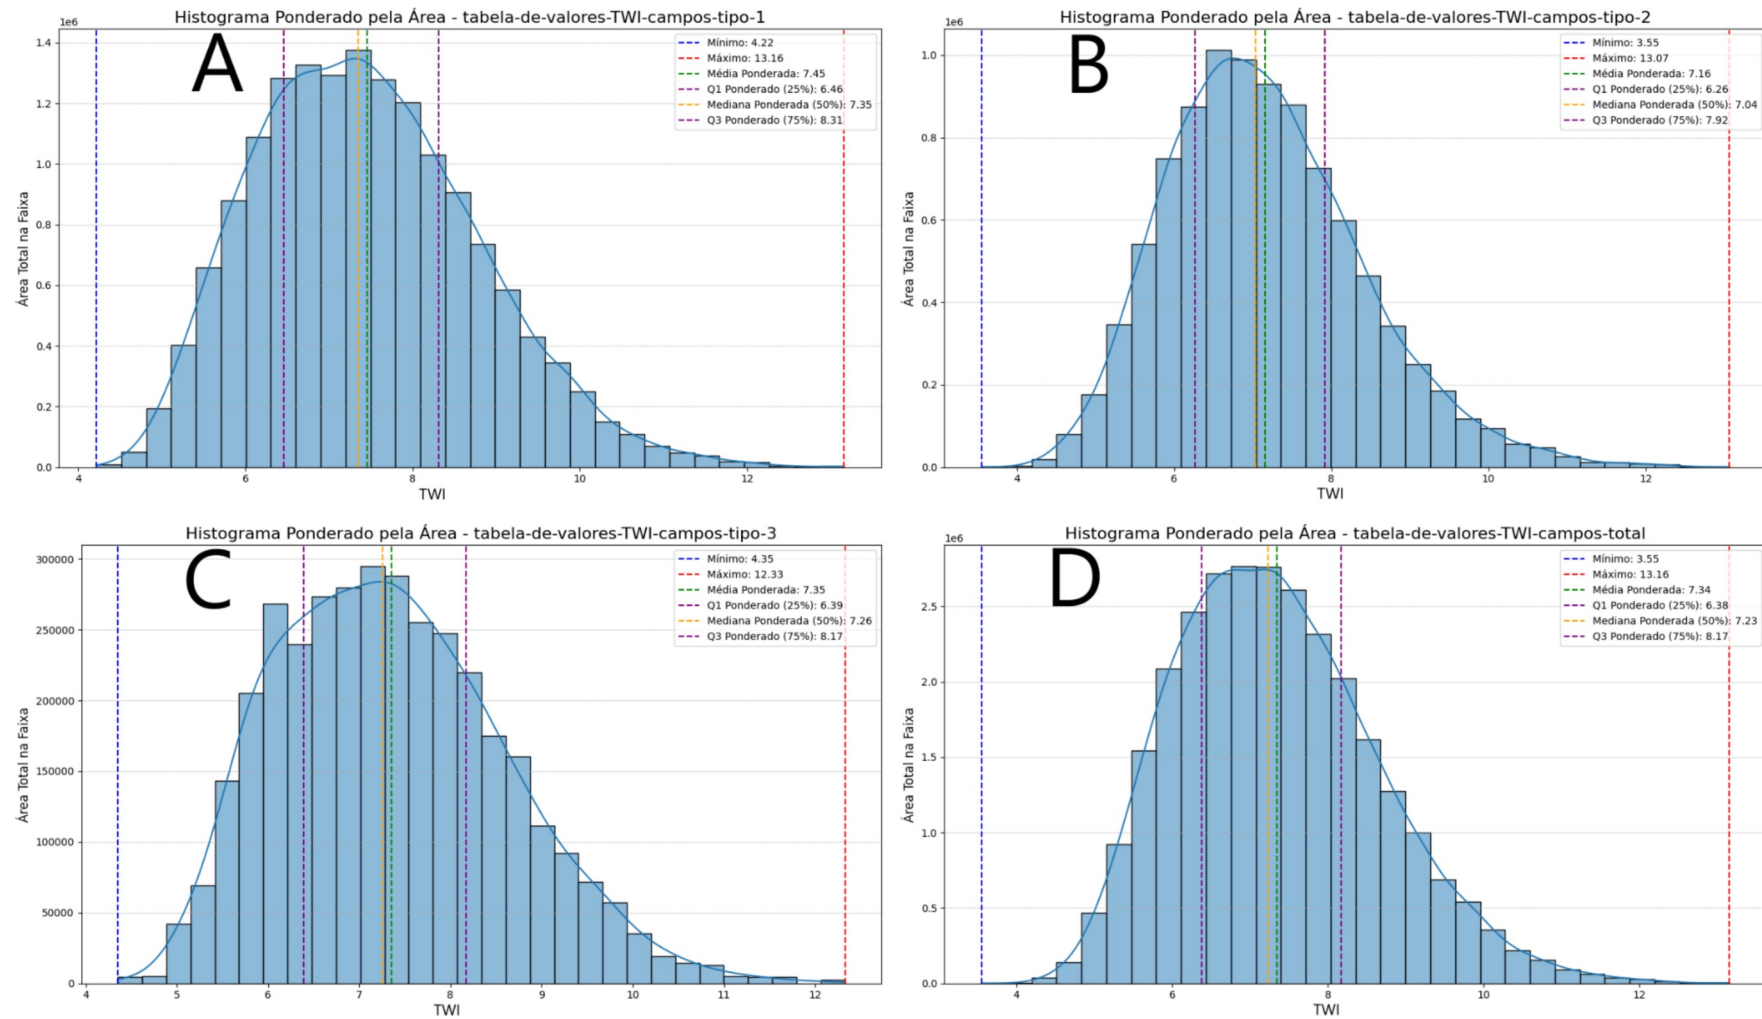 Histograma Ponderado pela Área - tabela-de-valores-TWI-campos-tipo-1
1e6
A
Mínimo: 4.22
Máximo: 13.16
Média Ponderada: 7.45
Q1 Ponderado (25%): 6.46
Mediana Ponderada (50%): 7.35
Q3 Ponderado (75%): 8.31
Área Total na Faixa
1.4
1.2
1.0
0.8
0.6
0.4
0.2
0.0
4 6 8 10 12
TWI
Histograma Ponderado pela Área - tabela-de-valores-TWI-campos-tipo-2
1e6
B
Mínimo: 3.55
Máximo: 13.07
Média Ponderada: 7.16
Q1 Ponderado (25%): 6.26
Mediana Ponderada (50%): 7.04
Q3 Ponderado (75%): 7.92
Área Total na Faixa
1.0
0.8
0.6
0.4
0.2
0.0
4 6 8 10 12
TWI
Histograma Ponderado pela Área - tabela-de-valores-TWI-campos-tipo-3
C
Mínimo: 4.35
Máximo: 12.33
Média Ponderada: 7.35
Q1 Ponderado (25%): 6.39
Mediana Ponderada (50%): 7.26
Q3 Ponderado (75%): 8.17
Área Total na Faixa
300000
250000
200000
150000
100000
50000
0
4 5 6 7 8 9 10 11 12
TWI
Histograma Ponderado pela Área - tabela-de-valores-TWI-campos-total
1e6
D
Mínimo: 3.55
Máximo: 13.16
Média Ponderada: 7.34
Q1 Ponderado (25%): 6.38
Mediana Ponderada (50%): 7.23
Q3 Ponderado (75%): 8.17
Área Total na Faixa
2.5
2.0
1.5
1.0
0.5
0.0
4 6 8 10 12
TWI